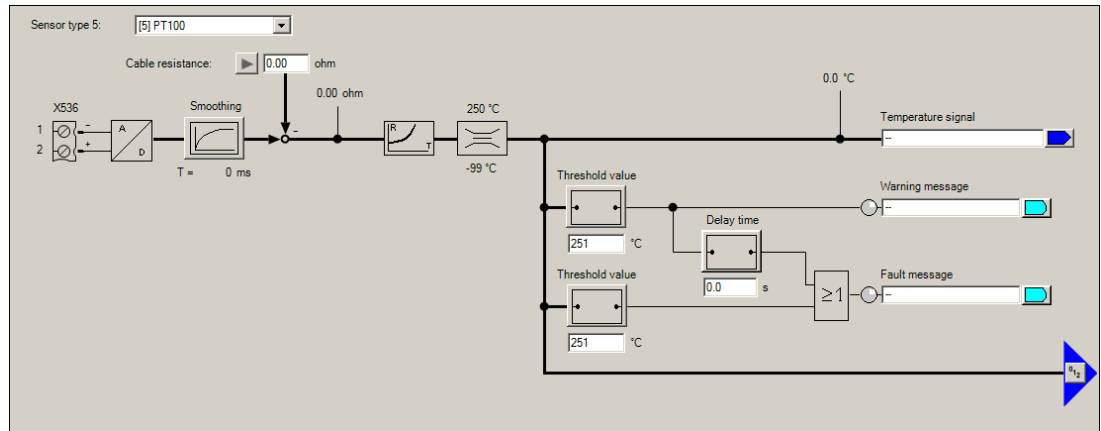 Sensor type 5: [5] PT100
Cable resistance: 0.00 ohm
0.00 ohm
0.0 °C
X536
Smoothing
250 °C
Temperature signal
1 - A R --
2 + D T
T = 0 ms
-
-99 °C
Threshold value
Warning message
--
Delay time
251 °C
Threshold value
0.0 s
≥1
Fault message
--
251 °C
0₁₂